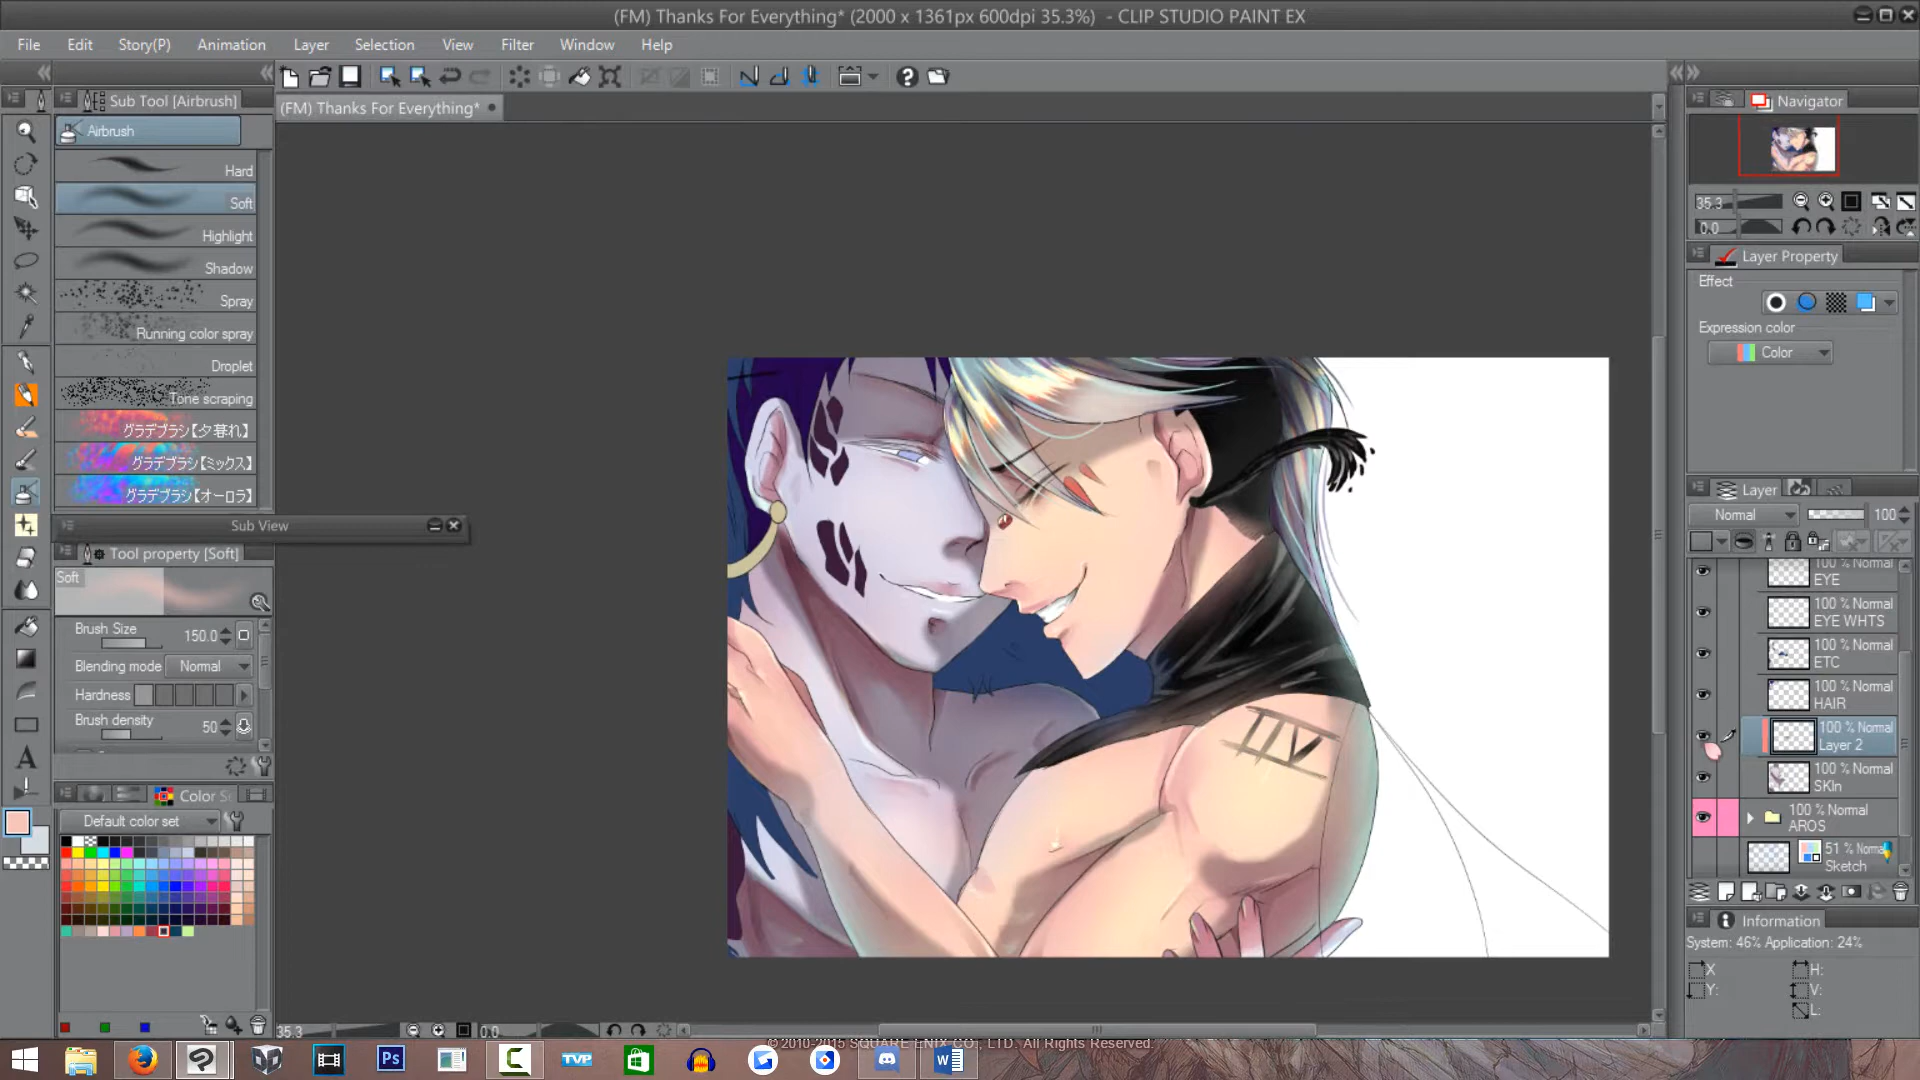 (FM) Thanks For Everything* (2000 x 1361px 600dpi 35.3%) - CLIP STUDIO PAINT EX
File Edit Story(P) Animation Layer Selection View Filter Window Help
Sub Tool [Airbrush]
(FM) Thanks For Everything*
Navigator
Airbrush
Hard
Soft
Highlight
Shadow
Spray
Running color spray
Droplet
Tone scraping
グラデブラシ【夕暮れ】
グラデブラシ【ミックス】
グラデブラシ【オーロラ】
Sub View
Tool property [Soft]
Soft
Brush Size 150.0
Blending mode Normal
Hardness
Brush density 50
Default color set
35.3
0.0
35.3
0.0
Layer Property
Effect
Expression color
Color
Layer
Normal 100
100 % Normal
EYE
100 % Normal
EYE WHTS
100 % Normal
ETC
100 % Normal
HAIR
100 % Normal
Layer 2
100 % Normal
SKIn
100 % Normal
AROS
51 % Norma
Sketch
Information
System: 46% Application: 24%
X H:
Y: V:
L:
IIV
© 2010-2015 SQUARE ENIX CO., LTD. All Rights Reserved.
Ps
TVP